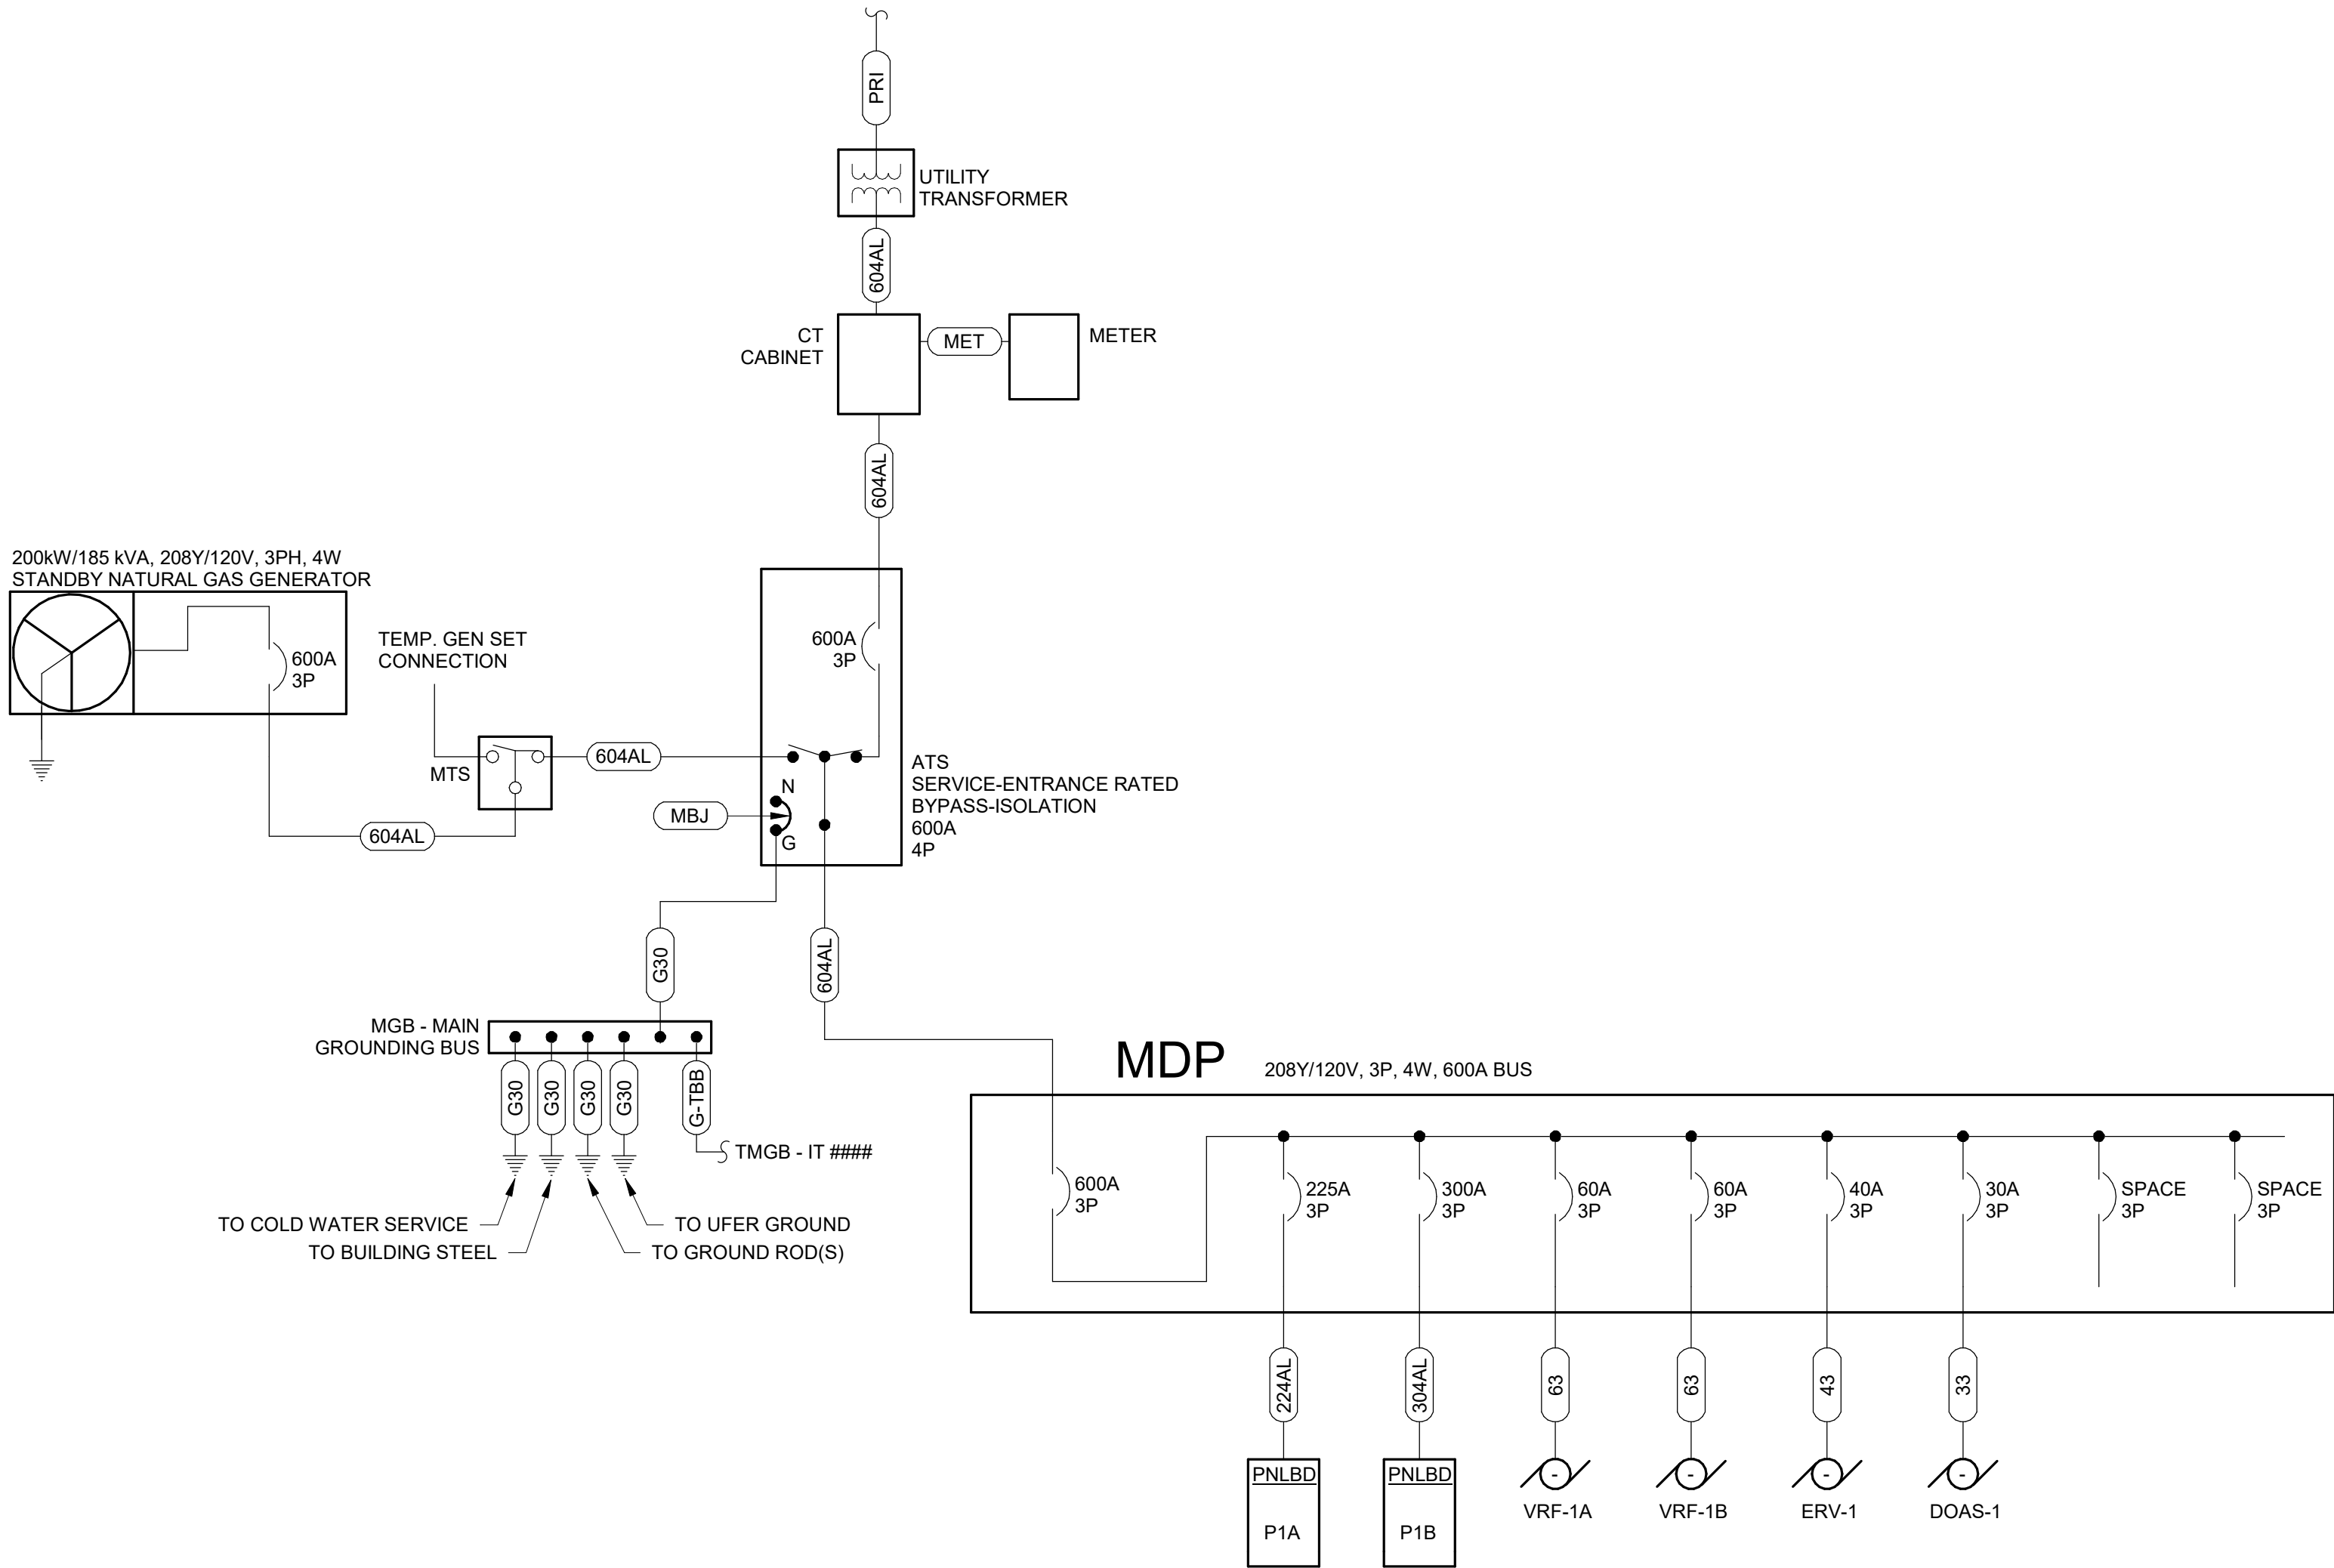 PRI
UTILITY
TRANSFORMER
604AL
CT
CABINET
MET
METER
604AL
200kW/185 kVA, 208Y/120V, 3PH, 4W
STANDBY NATURAL GAS GENERATOR
600A
3P
TEMP. GEN SET
CONNECTION
MTS
604AL
604AL
600A
3P
ATS
SERVICE-ENTRANCE RATED
BYPASS-ISOLATION
600A
4P
N
MBJ
G
G30
604AL
MGB - MAIN
GROUNDING BUS
G30
G30
G30
G30
G-TBB
TMGB - IT ####
TO COLD WATER SERVICE
TO UFER GROUND
TO BUILDING STEEL
TO GROUND ROD(S)
MDP
208Y/120V, 3P, 4W, 600A BUS
600A
3P
225A
3P
300A
3P
60A
3P
60A
3P
40A
3P
30A
3P
SPACE
3P
SPACE
3P
224AL
304AL
63
63
43
33
PNLBD
P1A
PNLBD
P1B
-
VRF-1A
-
VRF-1B
-
ERV-1
-
DOAS-1